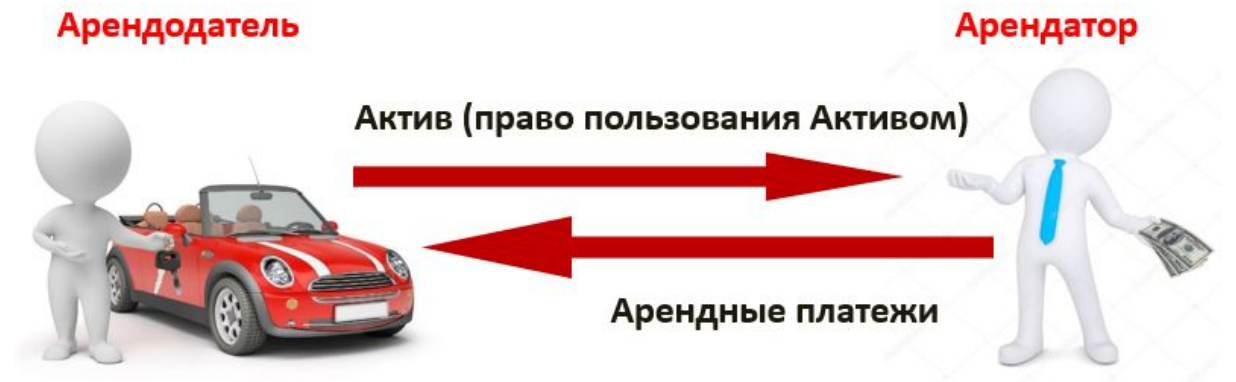 Арендодатель
Арендатор
Актив (право пользования Активом)
Арендные платежи